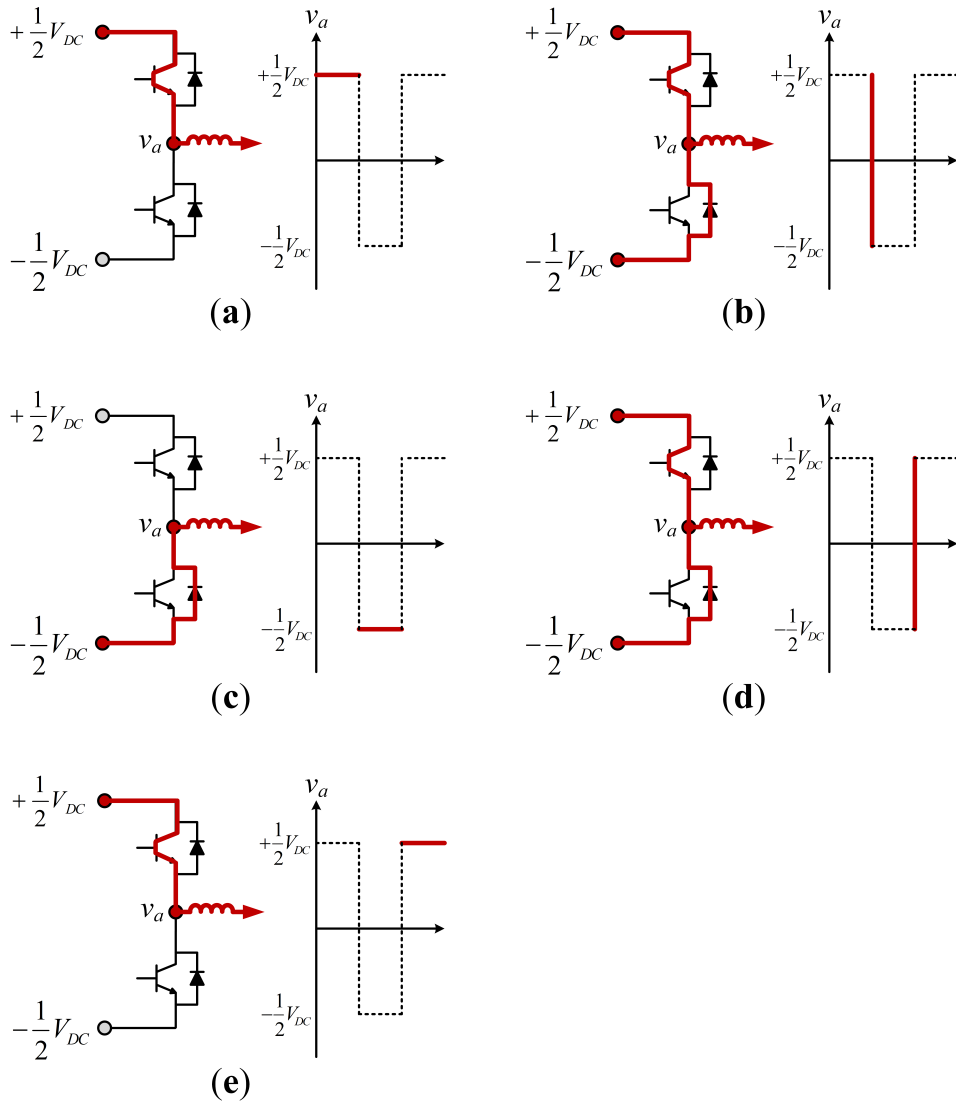 + 1/2 V_DC
v_a
− 1/2 V_DC
v_a
+ 1/2 V_DC
− 1/2 V_DC
(a)
+ 1/2 V_DC
v_a
− 1/2 V_DC
v_a
+ 1/2 V_DC
− 1/2 V_DC
(b)
+ 1/2 V_DC
v_a
− 1/2 V_DC
v_a
+ 1/2 V_DC
− 1/2 V_DC
(c)
+ 1/2 V_DC
v_a
− 1/2 V_DC
v_a
+ 1/2 V_DC
− 1/2 V_DC
(d)
+ 1/2 V_DC
v_a
− 1/2 V_DC
v_a
+ 1/2 V_DC
− 1/2 V_DC
(e)